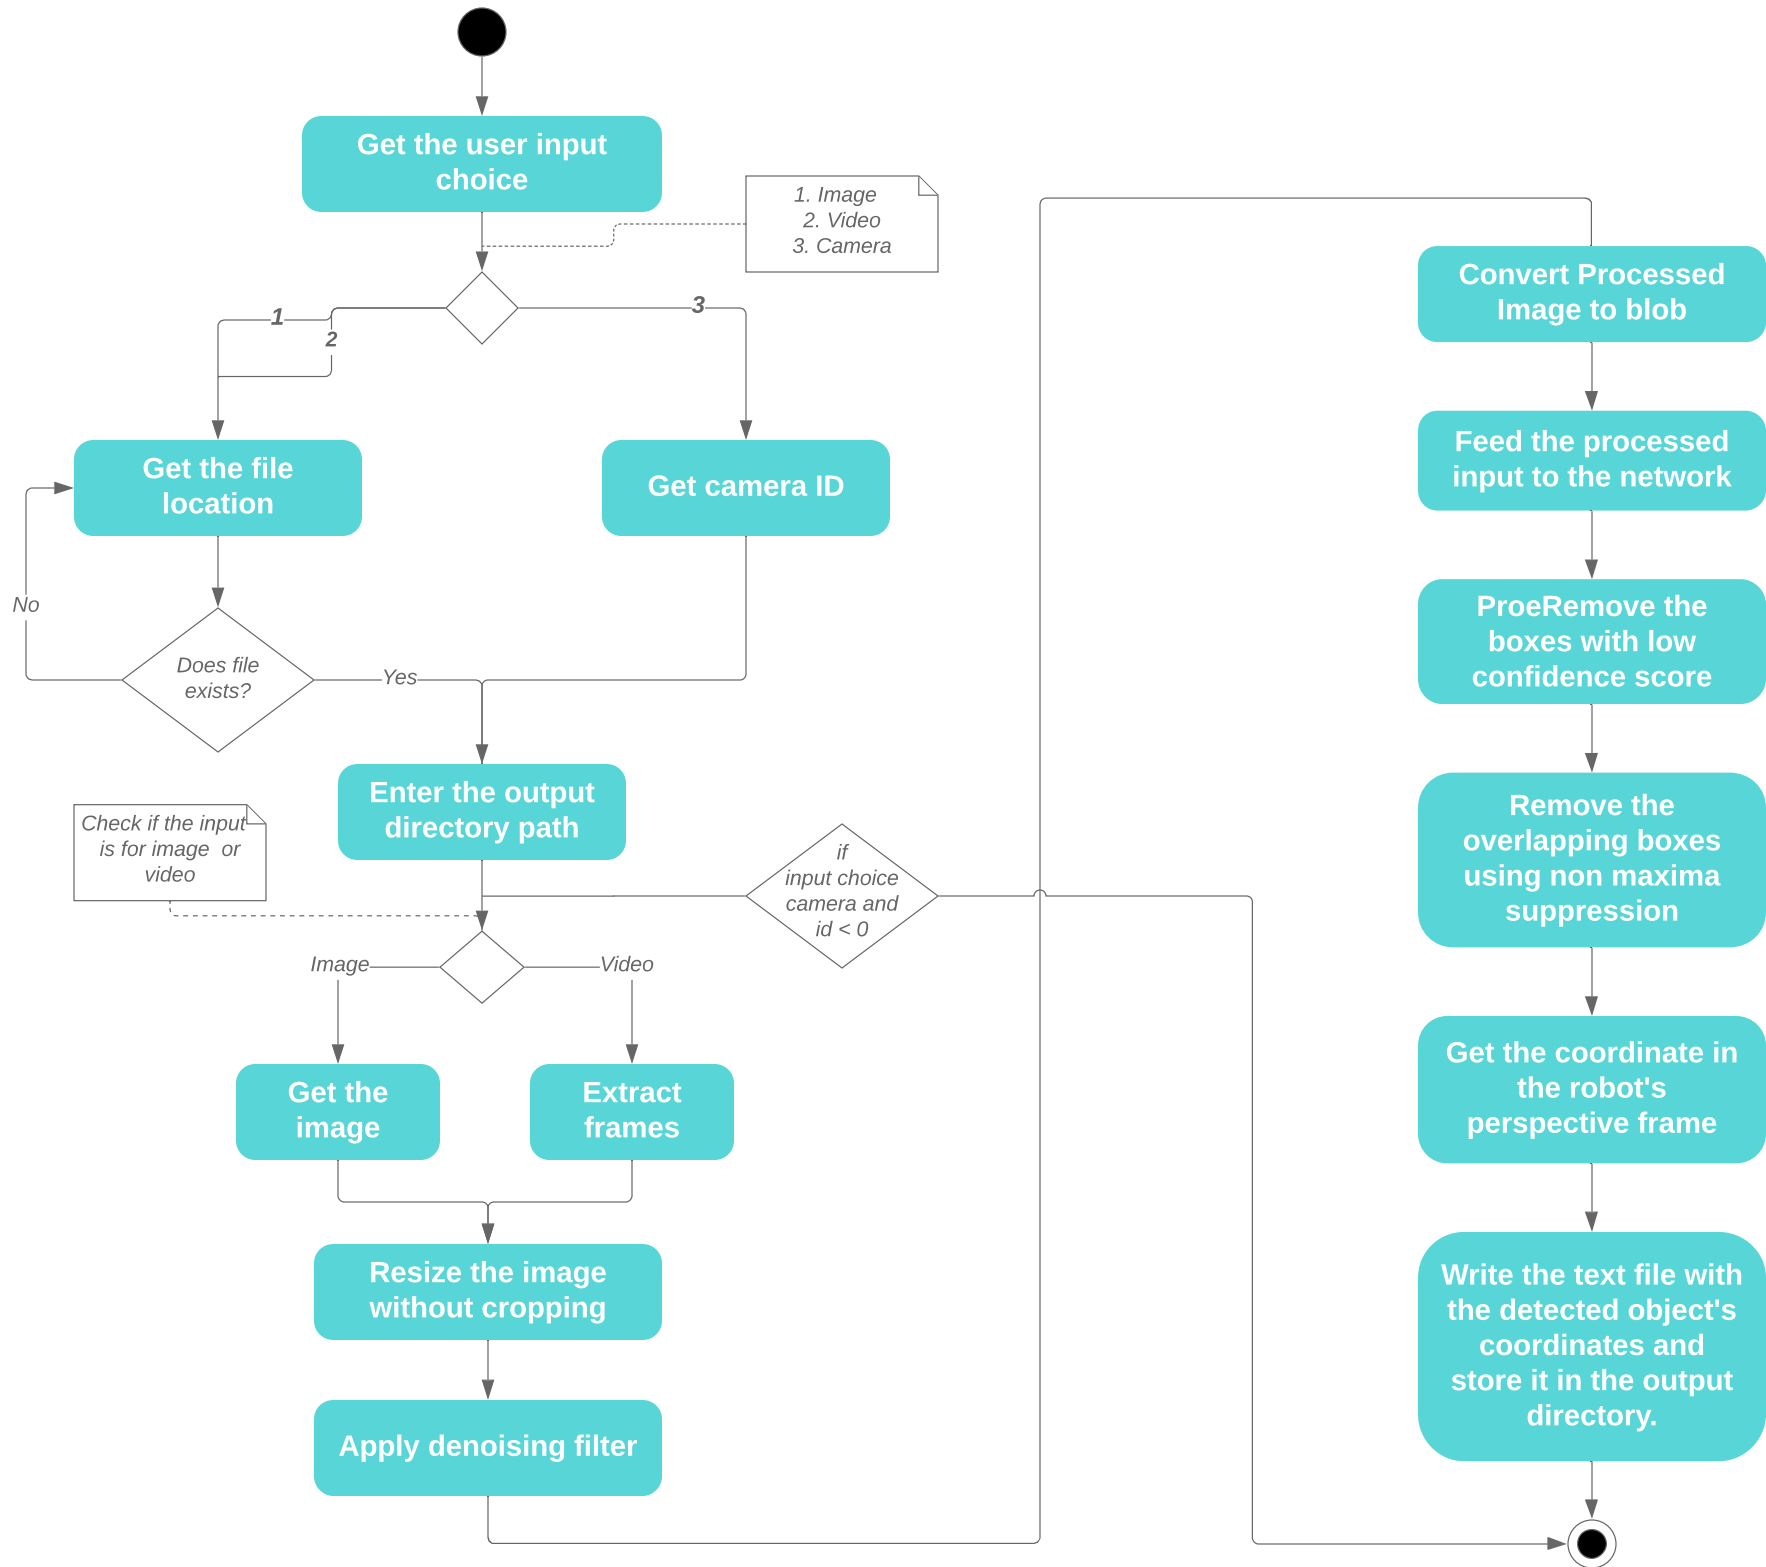 Get the user input
choice
1. Image
2. Video
3. Camera
1
2
3
Get the file
location
Get camera ID
No
Does file
exists?
Yes
Enter the output
directory path
Check if the input
is for image  or
video
if
input choice
camera and
id < 0
Image
Video
Get the
image
Extract
frames
Resize the image
without cropping
Apply denoising filter
Convert Processed
Image to blob
Feed the processed
input to the network
ProeRemove the
boxes with low
confidence score
Remove the
overlapping boxes
using non maxima
suppression
Get the coordinate in
the robot's
perspective frame
Write the text file with
the detected object's
coordinates and
store it in the output
directory.